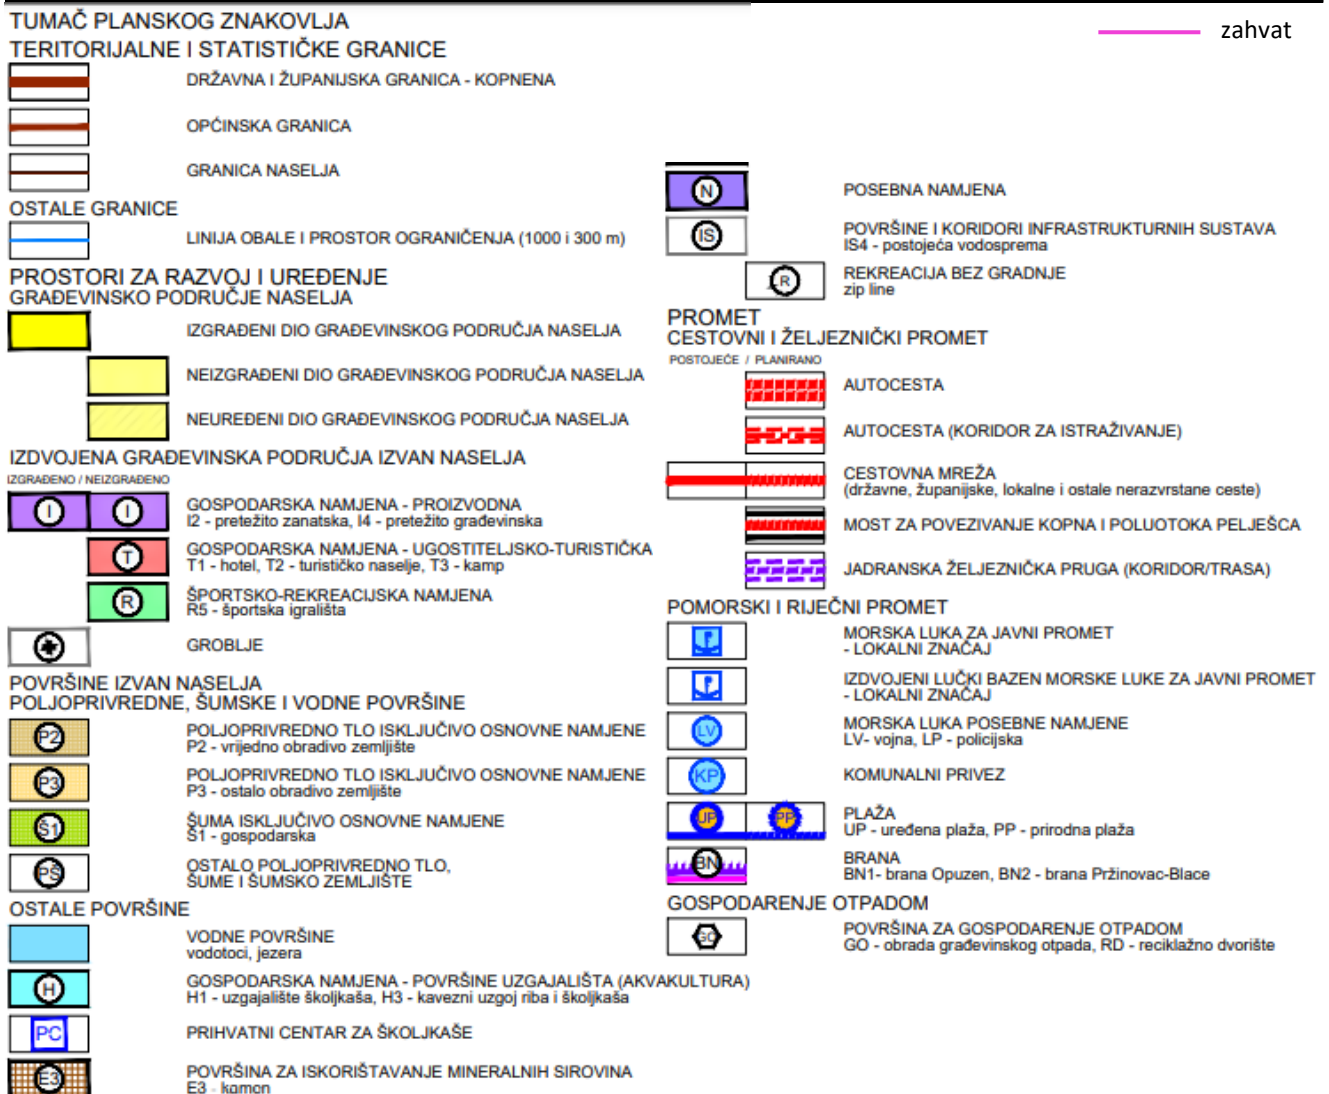 TUMAČ PLANSKOG ZNAKOVLJA
TERITORIJALNE I STATISTIČKE GRANICE
DRŽAVNA I ŽUPANIJSKA GRANICA - KOPNENA
OPĆINSKA GRANICA
GRANICA NASELJA
OSTALE GRANICE
LINIJA OBALE I PROSTOR OGRANIČENJA (1000 i 300 m)
PROSTORI ZA RAZVOJ I UREĐENJE
GRAĐEVINSKO PODRUČJE NASELJA
IZGRAĐENI DIO GRAĐEVINSKOG PODRUČJA NASELJA
NEIZGRAĐENI DIO GRAĐEVINSKOG PODRUČJA NASELJA
NEUREĐENI DIO GRAĐEVINSKOG PODRUČJA NASELJA
IZDVOJENA GRAĐEVINSKA PODRUČJA IZVAN NASELJA
IZGRAĐENO / NEIZGRAĐENO
I I GOSPODARSKA NAMJENA - PROIZVODNA
I2 - pretežito zanatska, I4 - pretežito građevinska
T GOSPODARSKA NAMJENA - UGOSTITELJSKO-TURISTIČKA
T1 - hotel, T2 - turističko naselje, T3 - kamp
R ŠPORTSKO-REKREACIJSKA NAMJENA
R5 - športska igrališta
GROBLJE
POVRŠINE IZVAN NASELJA
POLJOPRIVREDNE, ŠUMSKE I VODNE POVRŠINE
P2 POLJOPRIVREDNO TLO ISKLJUČIVO OSNOVNE NAMJENE
P2 - vrijedno obradivo zemljište
P3 POLJOPRIVREDNO TLO ISKLJUČIVO OSNOVNE NAMJENE
P3 - ostalo obradivo zemljište
Š1 ŠUMA ISKLJUČIVO OSNOVNE NAMJENE
Š1 - gospodarska
PŠ OSTALO POLJOPRIVREDNO TLO,
ŠUME I ŠUMSKO ZEMLJIŠTE
OSTALE POVRŠINE
VODNE POVRŠINE
vodotoci, jezera
H GOSPODARSKA NAMJENA - POVRŠINE UZGAJALIŠTA (AKVAKULTURA)
H1 - uzgajalište školjkaša, H3 - kavezni uzgoj riba i školjkaša
PC PRIHVATNI CENTAR ZA ŠKOLJKAŠE
E3 POVRŠINA ZA ISKORIŠTAVANJE MINERALNIH SIROVINA
E3 - kamen
zahvat
N POSEBNA NAMJENA
IS POVRŠINE I KORIDORI INFRASTRUKTURNIH SUSTAVA
IS4 - postojeća vodosprema
R REKREACIJA BEZ GRADNJE
zip line
PROMET
CESTOVNI I ŽELJEZNIČKI PROMET
POSTOJEĆE / PLANIRANO
AUTOCESTA
AUTOCESTA (KORIDOR ZA ISTRAŽIVANJE)
CESTOVNA MREŽA
(državne, županijske, lokalne i ostale nerazvrstane ceste)
MOST ZA POVEZIVANJE KOPNA I POLUOTOKA PELJEŠCA
JADRANSKA ŽELJEZNIČKA PRUGA (KORIDOR/TRASA)
POMORSKI I RIJEČNI PROMET
MORSKA LUKA ZA JAVNI PROMET
- LOKALNI ZNAČAJ
IZDVOJENI LUČKI BAZEN MORSKE LUKE ZA JAVNI PROMET
- LOKALNI ZNAČAJ
LV MORSKA LUKA POSEBNE NAMJENE
LV- vojna, LP - policijska
KP KOMUNALNI PRIVEZ
UP PP PLAŽA
UP - uređena plaža, PP - prirodna plaža
BN BRANA
BN1- brana Opuzen, BN2 - brana Pržinovac-Blace
GOSPODARENJE OTPADOM
GO POVRŠINA ZA GOSPODARENJE OTPADOM
GO - obrada građevinskog otpada, RD - reciklažno dvorište